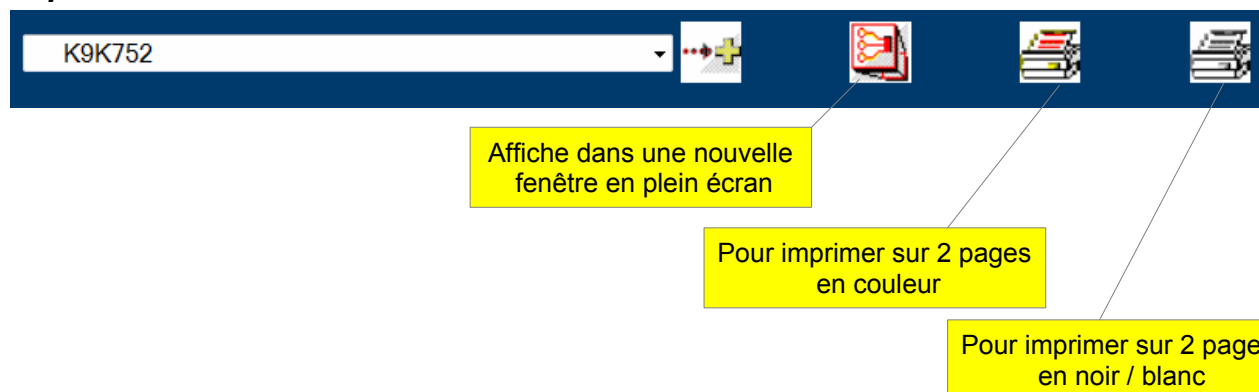 K9K752
Affiche dans une nouvelle
fenêtre en plein écran
Pour imprimer sur 2 pages
en couleur
Pour imprimer sur 2 page
en noir / blanc